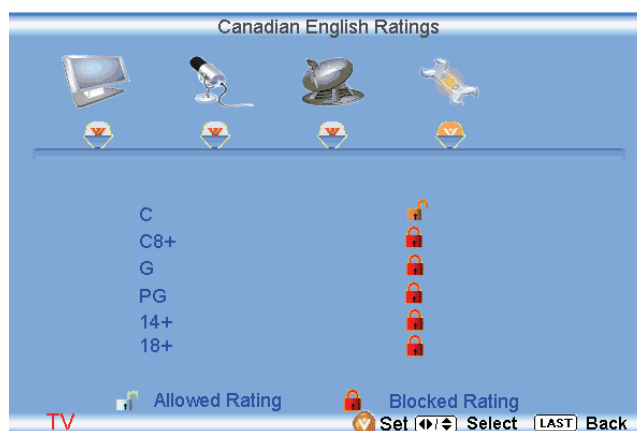 Canadian English Ratings
C
C8+
G
PG
14+
18+
Allowed Rating Blocked Rating
TV Set Select LAST Back